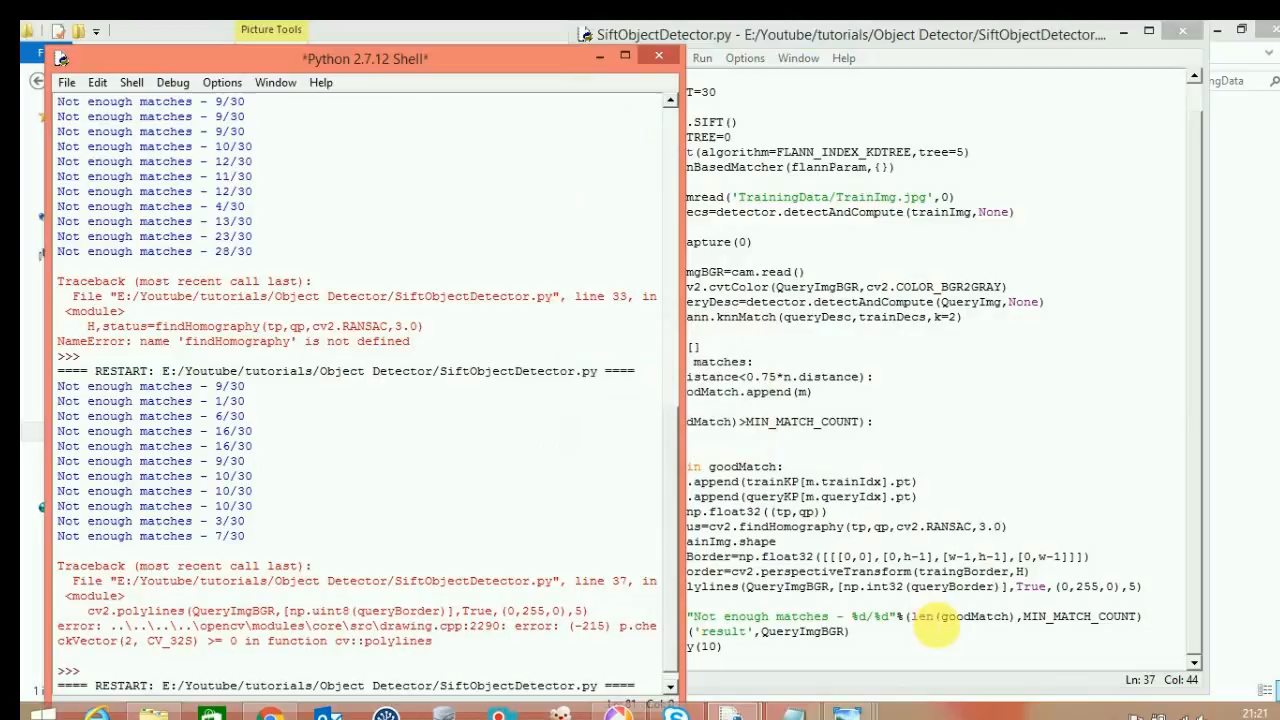 Picture Tools
SiftObjectDetector.py - E:/Youtube/tutorials/Object Detector/SiftObjectDetector....
*Python 2.7.12 Shell*
File Edit Shell Debug Options Window Help
Not enough matches - 9/30
Not enough matches - 9/30
Not enough matches - 9/30
Not enough matches - 10/30
Not enough matches - 12/30
Not enough matches - 11/30
Not enough matches - 12/30
Not enough matches - 4/30
Not enough matches - 13/30
Not enough matches - 23/30
Not enough matches - 28/30
Traceback (most recent call last):
File "E:/Youtube/tutorials/Object Detector/SiftObjectDetector.py", line 33, in
<module>
H,status=findHomography(tp,qp,cv2.RANSAC,3.0)
NameError: name 'findHomography' is not defined
>>>
==== RESTART: E:/Youtube/tutorials/Object Detector/SiftObjectDetector.py ====
Not enough matches - 9/30
Not enough matches - 1/30
Not enough matches - 6/30
Not enough matches - 16/30
Not enough matches - 16/30
Not enough matches - 9/30
Not enough matches - 10/30
Not enough matches - 10/30
Not enough matches - 10/30
Not enough matches - 3/30
Not enough matches - 7/30
Traceback (most recent call last):
File "E:/Youtube/tutorials/Object Detector/SiftObjectDetector.py", line 37, in
<module>
cv2.polylines(QueryImgBGR,[np.uint8(queryBorder)],True,(0,255,0),5)
error: ..\..\..\..\opencv\modules\core\src\drawing.cpp:2290: error: (-215) p.che
ckVector(2, CV_32S) >= 0 in function cv::polylines
>>>
==== RESTART: E:/Youtube/tutorials/Object Detector/SiftObjectDetector.py ====
Run Options Window Help
T=30
.SIFT()
TREE=0
t(algorithm=FLANN_INDEX_KDTREE,tree=5)
nBasedMatcher(flannParam,{})
mread('TrainingData/TrainImg.jpg',0)
ecs=detector.detectAndCompute(trainImg,None)
apture(0)
mgBGR=cam.read()
v2.cvtColor(QueryImgBGR,cv2.COLOR_BGR2GRAY)
eryDesc=detector.detectAndCompute(QueryImg,None)
ann.knnMatch(queryDesc,trainDecs,k=2)
[]
matches:
istance<0.75*n.distance):
odMatch.append(m)
dMatch)>MIN_MATCH_COUNT):
in goodMatch:
.append(trainKP[m.trainIdx].pt)
.append(queryKP[m.queryIdx].pt)
np.float32((tp,qp))
us=cv2.findHomography(tp,qp,cv2.RANSAC,3.0)
ainImg.shape
Border=np.float32([[[0,0],[0,h-1],[w-1,h-1],[0,w-1]]])
order=cv2.perspectiveTransform(traingBorder,H)
lylines(QueryImgBGR,[np.int32(queryBorder)],True,(0,255,0),5)
"Not enough matches - %d/%d"%(len(goodMatch),MIN_MATCH_COUNT)
('result',QueryImgBGR)
y(10)
Ln: 37 Col: 44
ingData
21:21